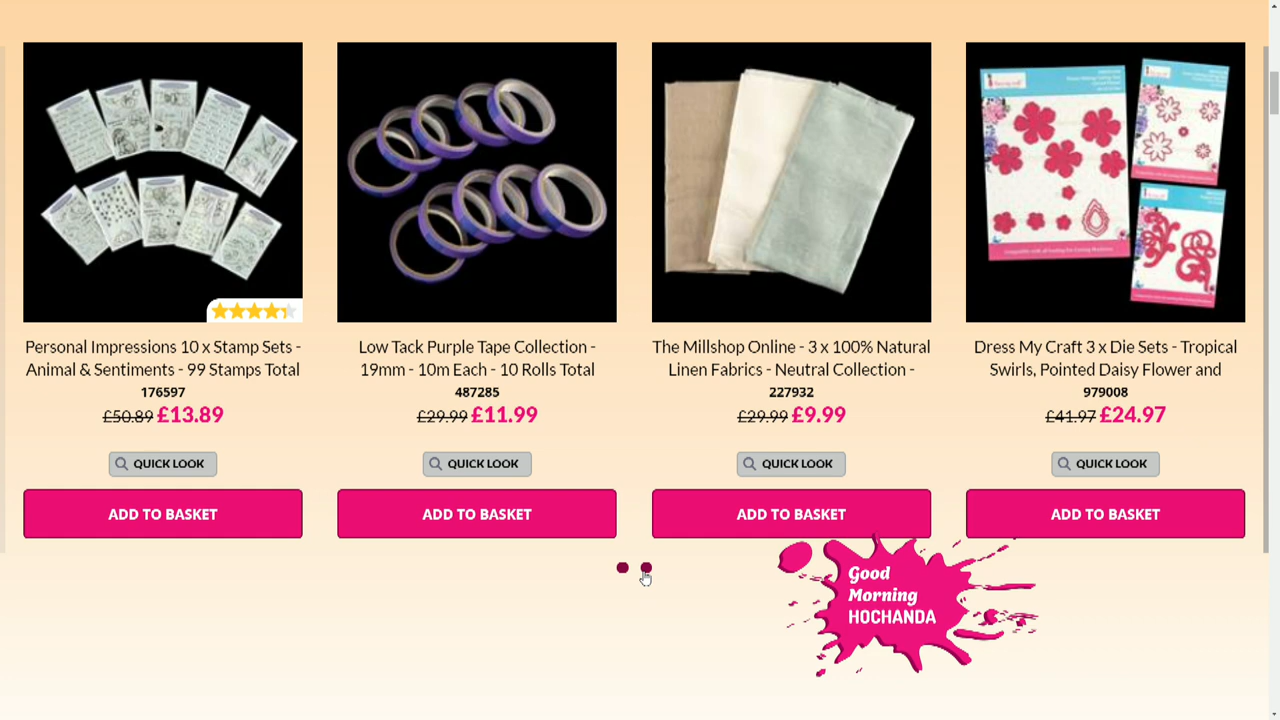 Personal Impressions 10 x Stamp Sets -
Animal & Sentiments - 99 Stamps Total
176597
£50.89 £13.89
QUICK LOOK
ADD TO BASKET
Low Tack Purple Tape Collection -
19mm - 10m Each - 10 Rolls Total
487285
£29.99 £11.99
QUICK LOOK
ADD TO BASKET
The Millshop Online - 3 x 100% Natural
Linen Fabrics - Neutral Collection -
227932
£29.99 £9.99
QUICK LOOK
ADD TO BASKET
Dress My Craft 3 x Die Sets - Tropical
Swirls, Pointed Daisy Flower and
979008
£41.97 £24.97
QUICK LOOK
ADD TO BASKET
Good
Morning
HOCHANDA